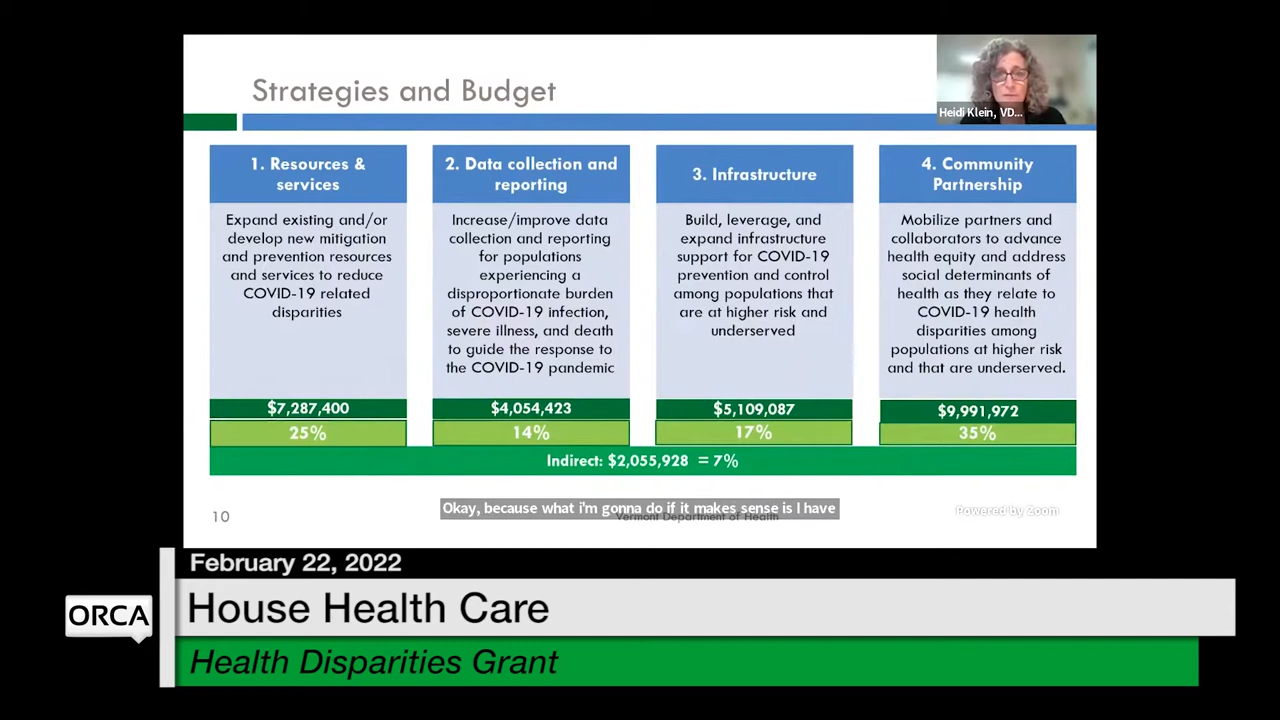 Strategies and Budget
Heidi Klein, VD...
1. Resources &
services
Expand existing and/or
develop new mitigation
and prevention resources
and services to reduce
COVID-19 related
disparities
$7,287,400
25%
2. Data collection and
reporting
Increase/improve data
collection and reporting
for populations
experiencing a
disproportionate burden
of COVID-19 infection,
severe illness, and death
to guide the response to
the COVID-19 pandemic
$4,054,423
14%
3. Infrastructure
Build, leverage, and
expand infrastructure
support for COVID-19
prevention and control
among populations that
are at higher risk and
underserved
$5,109,087
17%
4. Community
Partnership
Mobilize partners and
collaborators to advance
health equity and address
social determinants of
health as they relate to
COVID-19 health
disparities among
populations at higher risk
and that are underserved.
$9,991,972
35%
Indirect: $2,055,928 = 7%
10
Okay, because what i'm gonna do if it makes sense is I have
Vermont Department of Health
Powered by Zoom
February 22, 2022
ORCA
House Health Care
Health Disparities Grant